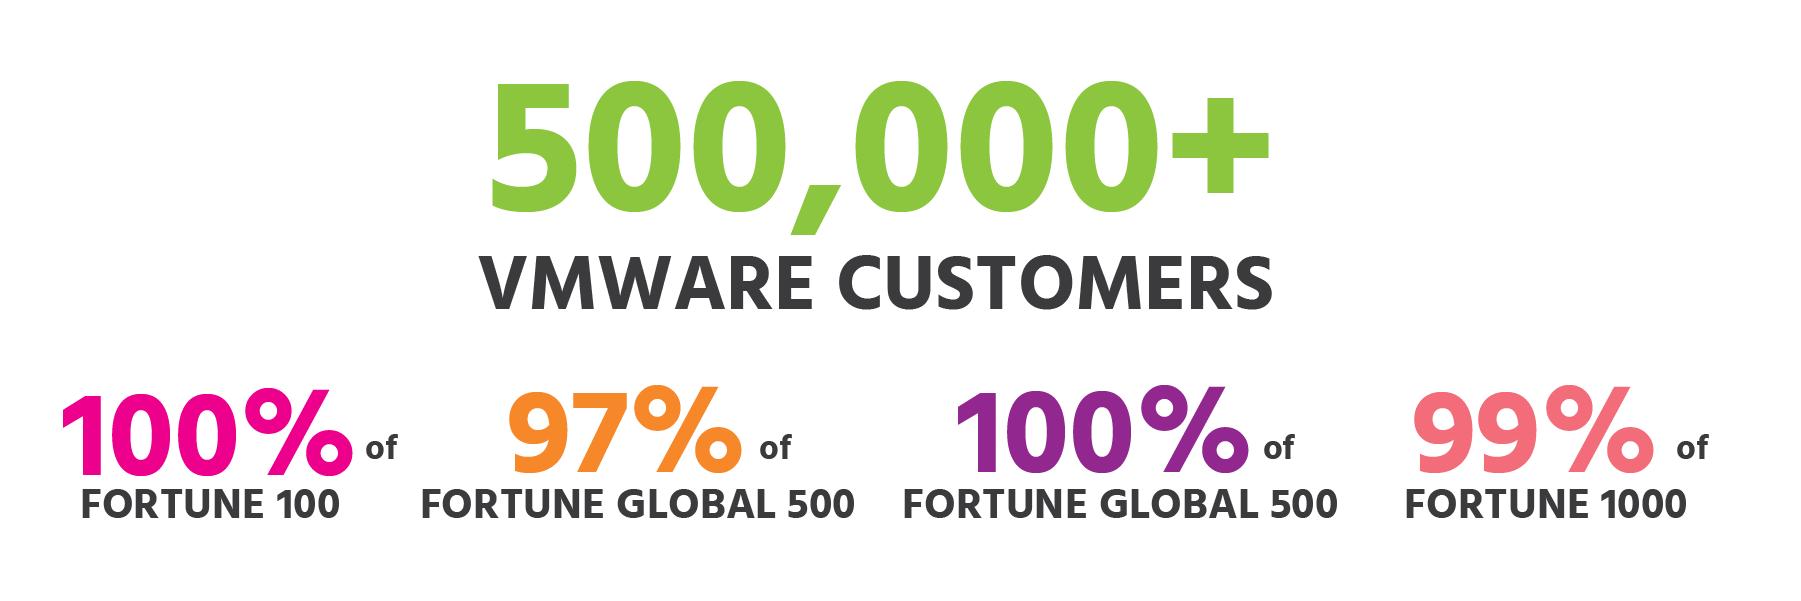 500,000+
VMWARE CUSTOMERS
100% of
FORTUNE 100
97% of
FORTUNE GLOBAL 500
100% of
FORTUNE GLOBAL 500
99% of
FORTUNE 1000